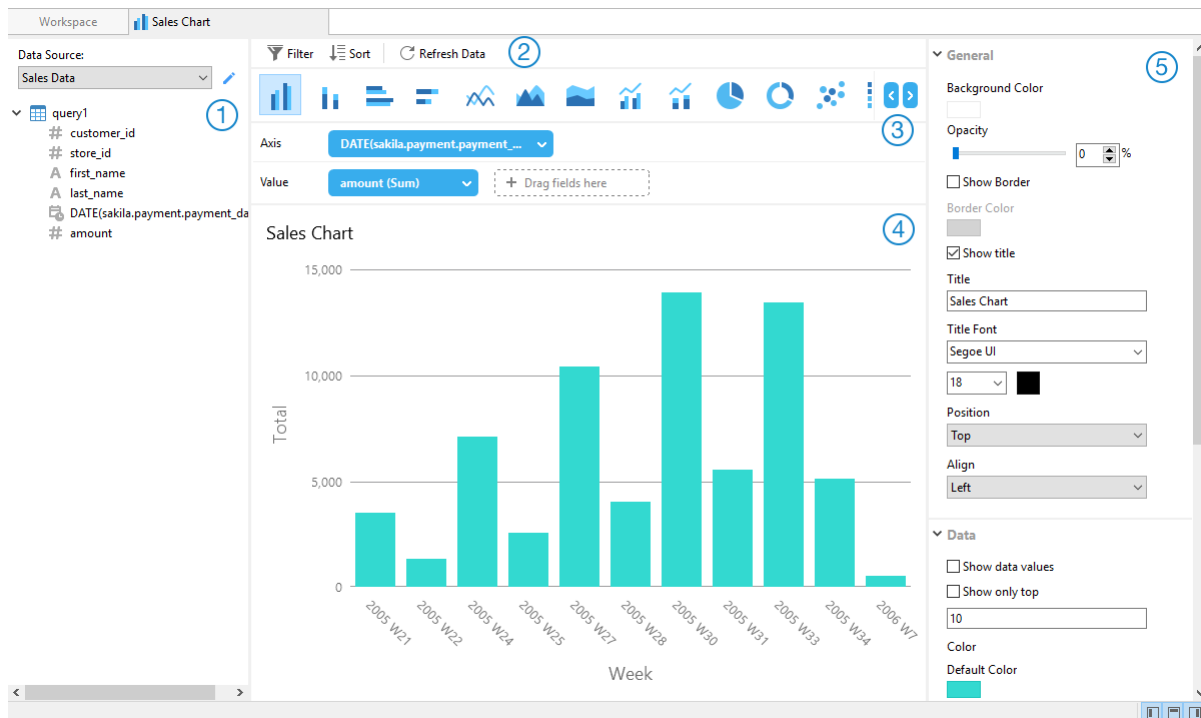 Workspace
Sales Chart
Data Source:
Sales Data
1
query1
# customer_id
# store_id
A first_name
A last_name
DATE(sakila.payment.payment_da
# amount
Filter
Sort
Refresh Data
2
3
Axis
DATE(sakila.payment.payment_...
Value
amount (Sum)
+ Drag fields here
4
Sales Chart
15,000
10,000
5,000
0
Total
2005 W21
2005 W22
2005 W24
2005 W25
2005 W27
2005 W28
2005 W30
2005 W31
2005 W33
2005 W34
2006 W7
Week
General
5
Background Color
Opacity
0 %
Show Border
Border Color
Show title
Title
Sales Chart
Title Font
Segoe UI
18
Position
Top
Align
Left
Data
Show data values
Show only top
10
Color
Default Color